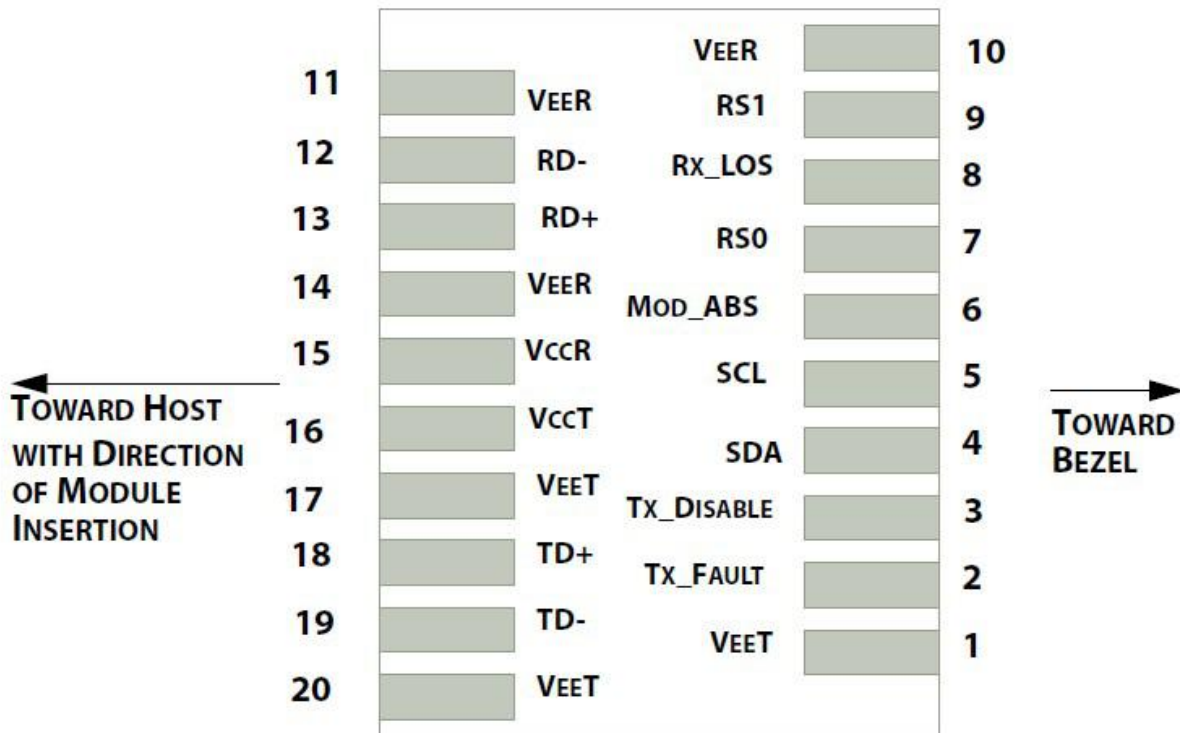 11 VEER
12 RD-
13 RD+
14 VEER
15 VCCR
16 VCCT
17 VEET
18 TD+
19 TD-
20 VEET
VEER 10
RS1 9
RX_LOS 8
RS0 7
MOD_ABS 6
SCL 5
SDA 4
TX_DISABLE 3
TX_FAULT 2
VEET 1
TOWARD HOST
WITH DIRECTION
OF MODULE
INSERTION
TOWARD
BEZEL